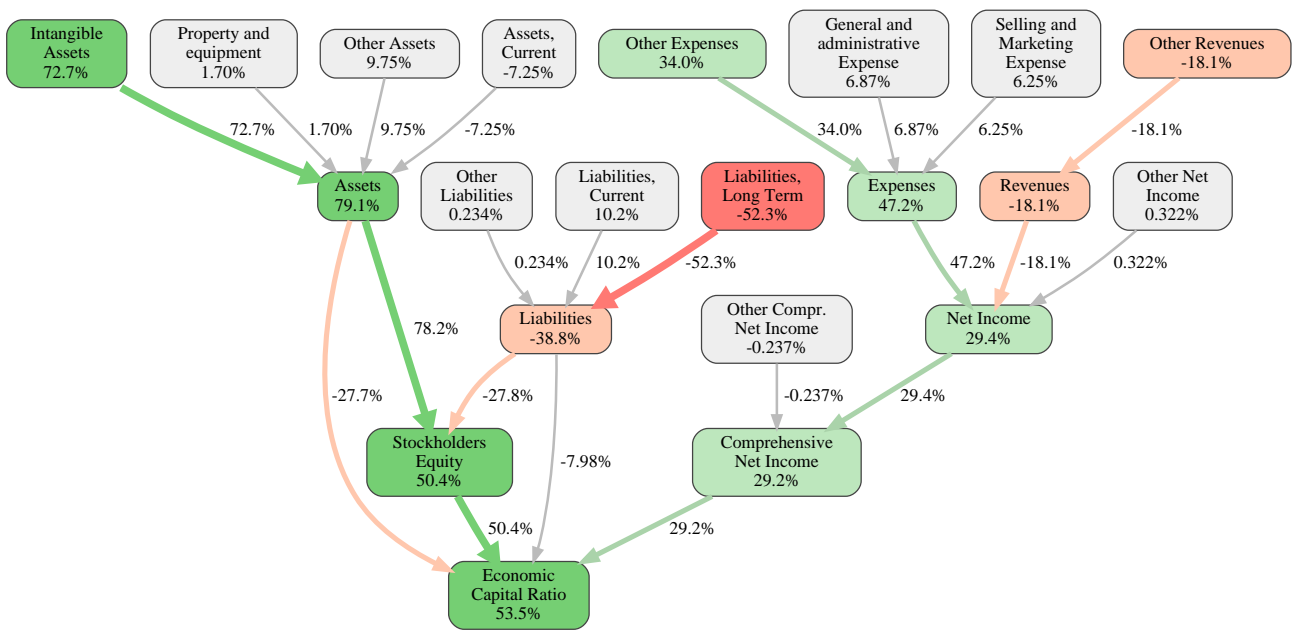 Intangible
Assets
72.7%
Property and
equipment
1.70%
Other Assets
9.75%
Assets,
Current
-7.25%
Other Expenses
34.0%
General and
administrative
Expense
6.87%
Selling and
Marketing
Expense
6.25%
Other Revenues
-18.1%
72.7%
1.70%
9.75%
-7.25%
34.0%
6.87%
6.25%
-18.1%
Assets
79.1%
Other
Liabilities
0.234%
Liabilities,
Current
10.2%
Liabilities,
Long Term
-52.3%
Expenses
47.2%
Revenues
-18.1%
Other Net
Income
0.322%
0.234%
10.2%
-52.3%
47.2%
-18.1%
0.322%
78.2%
Liabilities
-38.8%
Other Compr.
Net Income
-0.237%
Net Income
29.4%
-27.7%
-27.8%
-0.237%
29.4%
Stockholders
Equity
50.4%
-7.98%
Comprehensive
Net Income
29.2%
50.4%
29.2%
Economic
Capital Ratio
53.5%